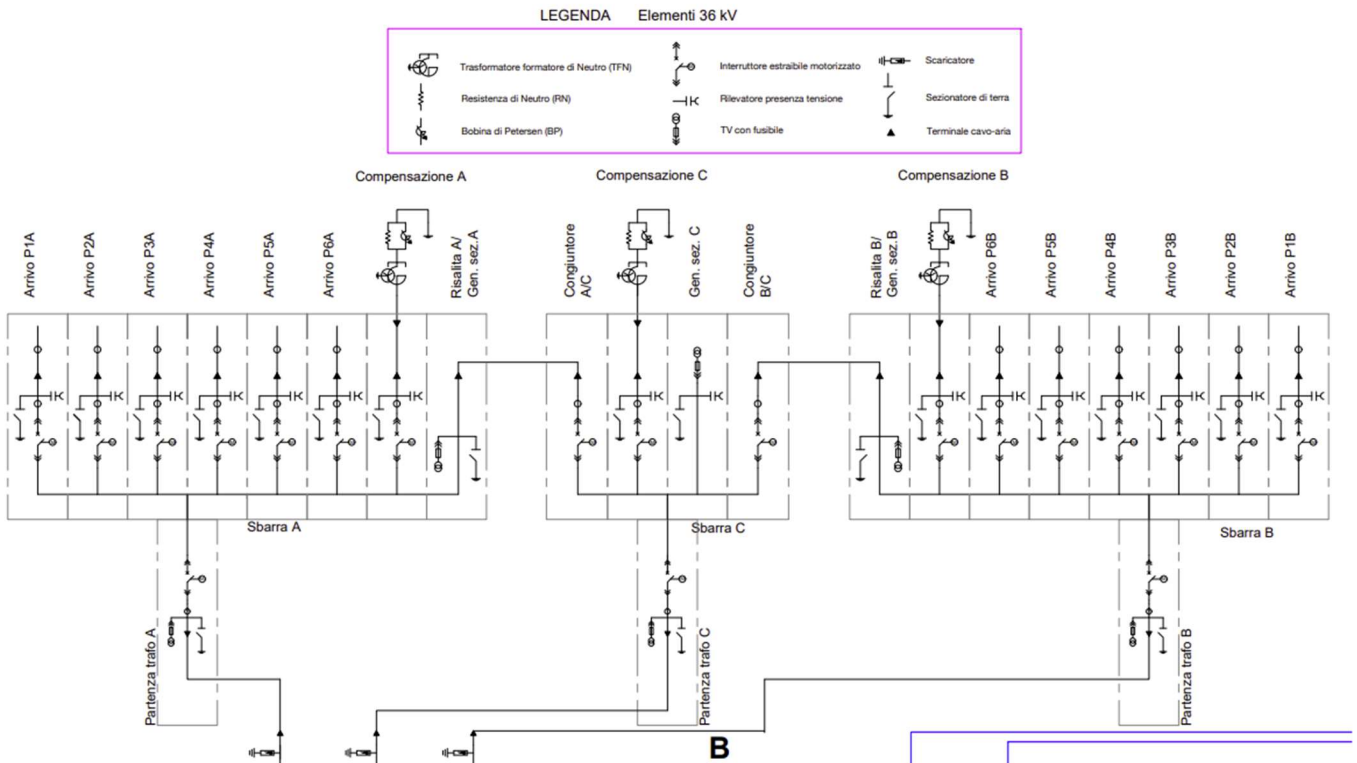 LEGENDA Elementi 36 kV
Trasformatore formatore di Neutro (TFN)
Interruttore estraibile motorizzato
Scaricatore
Resistenza di Neutro (RN)
Rilevatore presenza tensione
Sezionatore di terra
Bobina di Petersen (BP)
TV con fusibile
Terminale cavo-aria
Compensazione A
Compensazione C
Compensazione B
Arrivo P1A
Arrivo P2A
Arrivo P3A
Arrivo P4A
Arrivo P5A
Arrivo P6A
Risalita A/
Gen. sez.A
Congiuntore
A/C
Gen. sez. C
Congiuntore
B/C
Risalita B/
Gen. sez.B
Arrivo P6B
Arrivo P5B
Arrivo P4B
Arrivo P3B
Arrivo P2B
Arrivo P1B
Sbarra A
Sbarra C
Sbarra B
Partenza trafo A
Partenza trafo C
Partenza trafo B
B